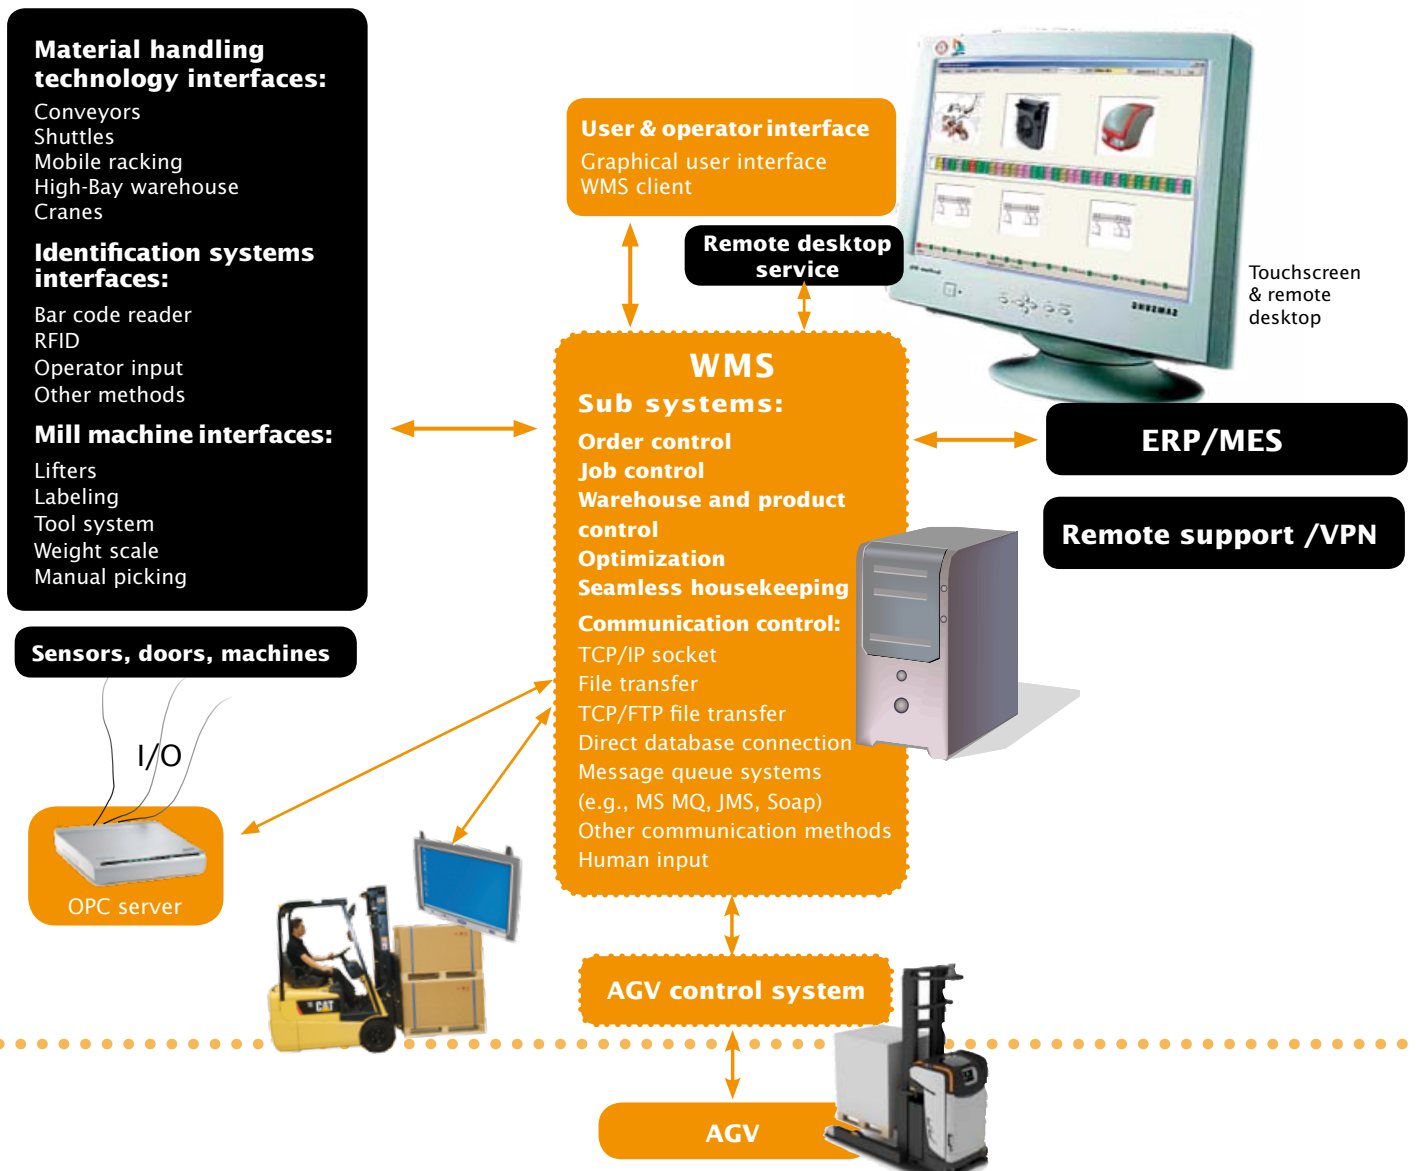 Material handling
technology interfaces:
Conveyors
Shuttles
Mobile racking
High-Bay warehouse
Cranes
Identification systems
interfaces:
Bar code reader
RFID
Operator input
Other methods
Mill machine interfaces:
Lifters
Labeling
Tool system
Weight scale
Manual picking
Sensors, doors, machines
I/O
OPC server
User & operator interface
Graphical user interface
WMS client
Remote desktop
service
Touchscreen
& remote
desktop
SAMSUNG
WMS
Sub systems:
Order control
Job control
Warehouse and product
control
Optimization
Seamless housekeeping
Communication control:
TCP/IP socket
File transfer
TCP/FTP file transfer
Direct database connection
Message queue systems
(e.g., MS MQ, JMS, Soap)
Other communication methods
Human input
ERP/MES
Remote support /VPN
CAT
AGV control system
AGV